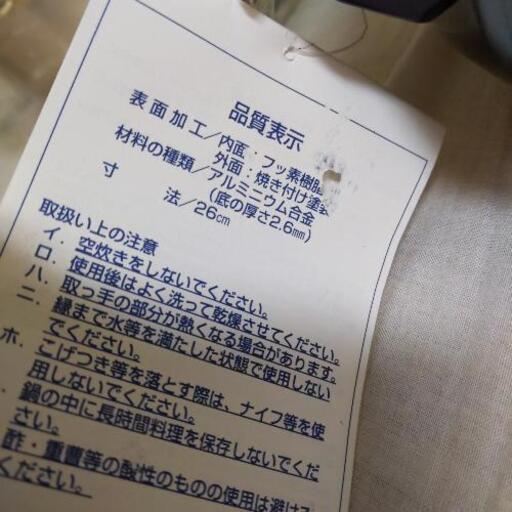 品質表示
表面加工/内面：フッ素樹脂
外面：焼き付け塗装
材料の種類/アルミニウム合金
(底の厚さ2.6mm)
寸法/26cm
取扱い上の注意
イ．空炊きをしないでください。
ロ．使用後はよく洗って乾燥させてください。
ハ．取っ手の部分が熱くなる場合があります。
ニ．縁まで水等を満たした状態で使用しない
でください。
ホ．こげつき等を落とす際は、ナイフ等を使
用しないでください。
．鍋の中に長時間料理を保存しないでくだ
さい。
酢・重曹等の酸性のものの使用は避ける
ください。